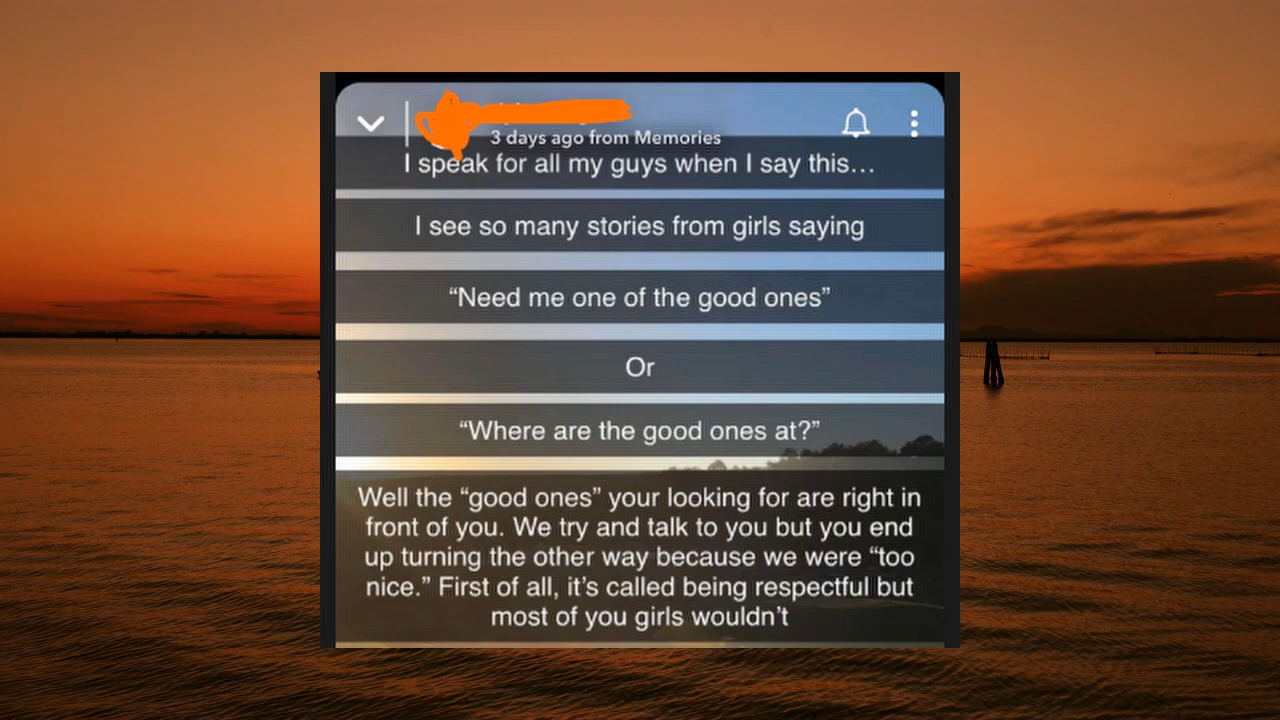 3 days ago from Memories
I speak for all my guys when I say this...
I see so many stories from girls saying
“Need me one of the good ones”
Or
“Where are the good ones at?”
Well the “good ones” your looking for are right in
front of you. We try and talk to you but you end
up turning the other way because we were “too
nice.” First of all, it’s called being respectful but
most of you girls wouldn’t